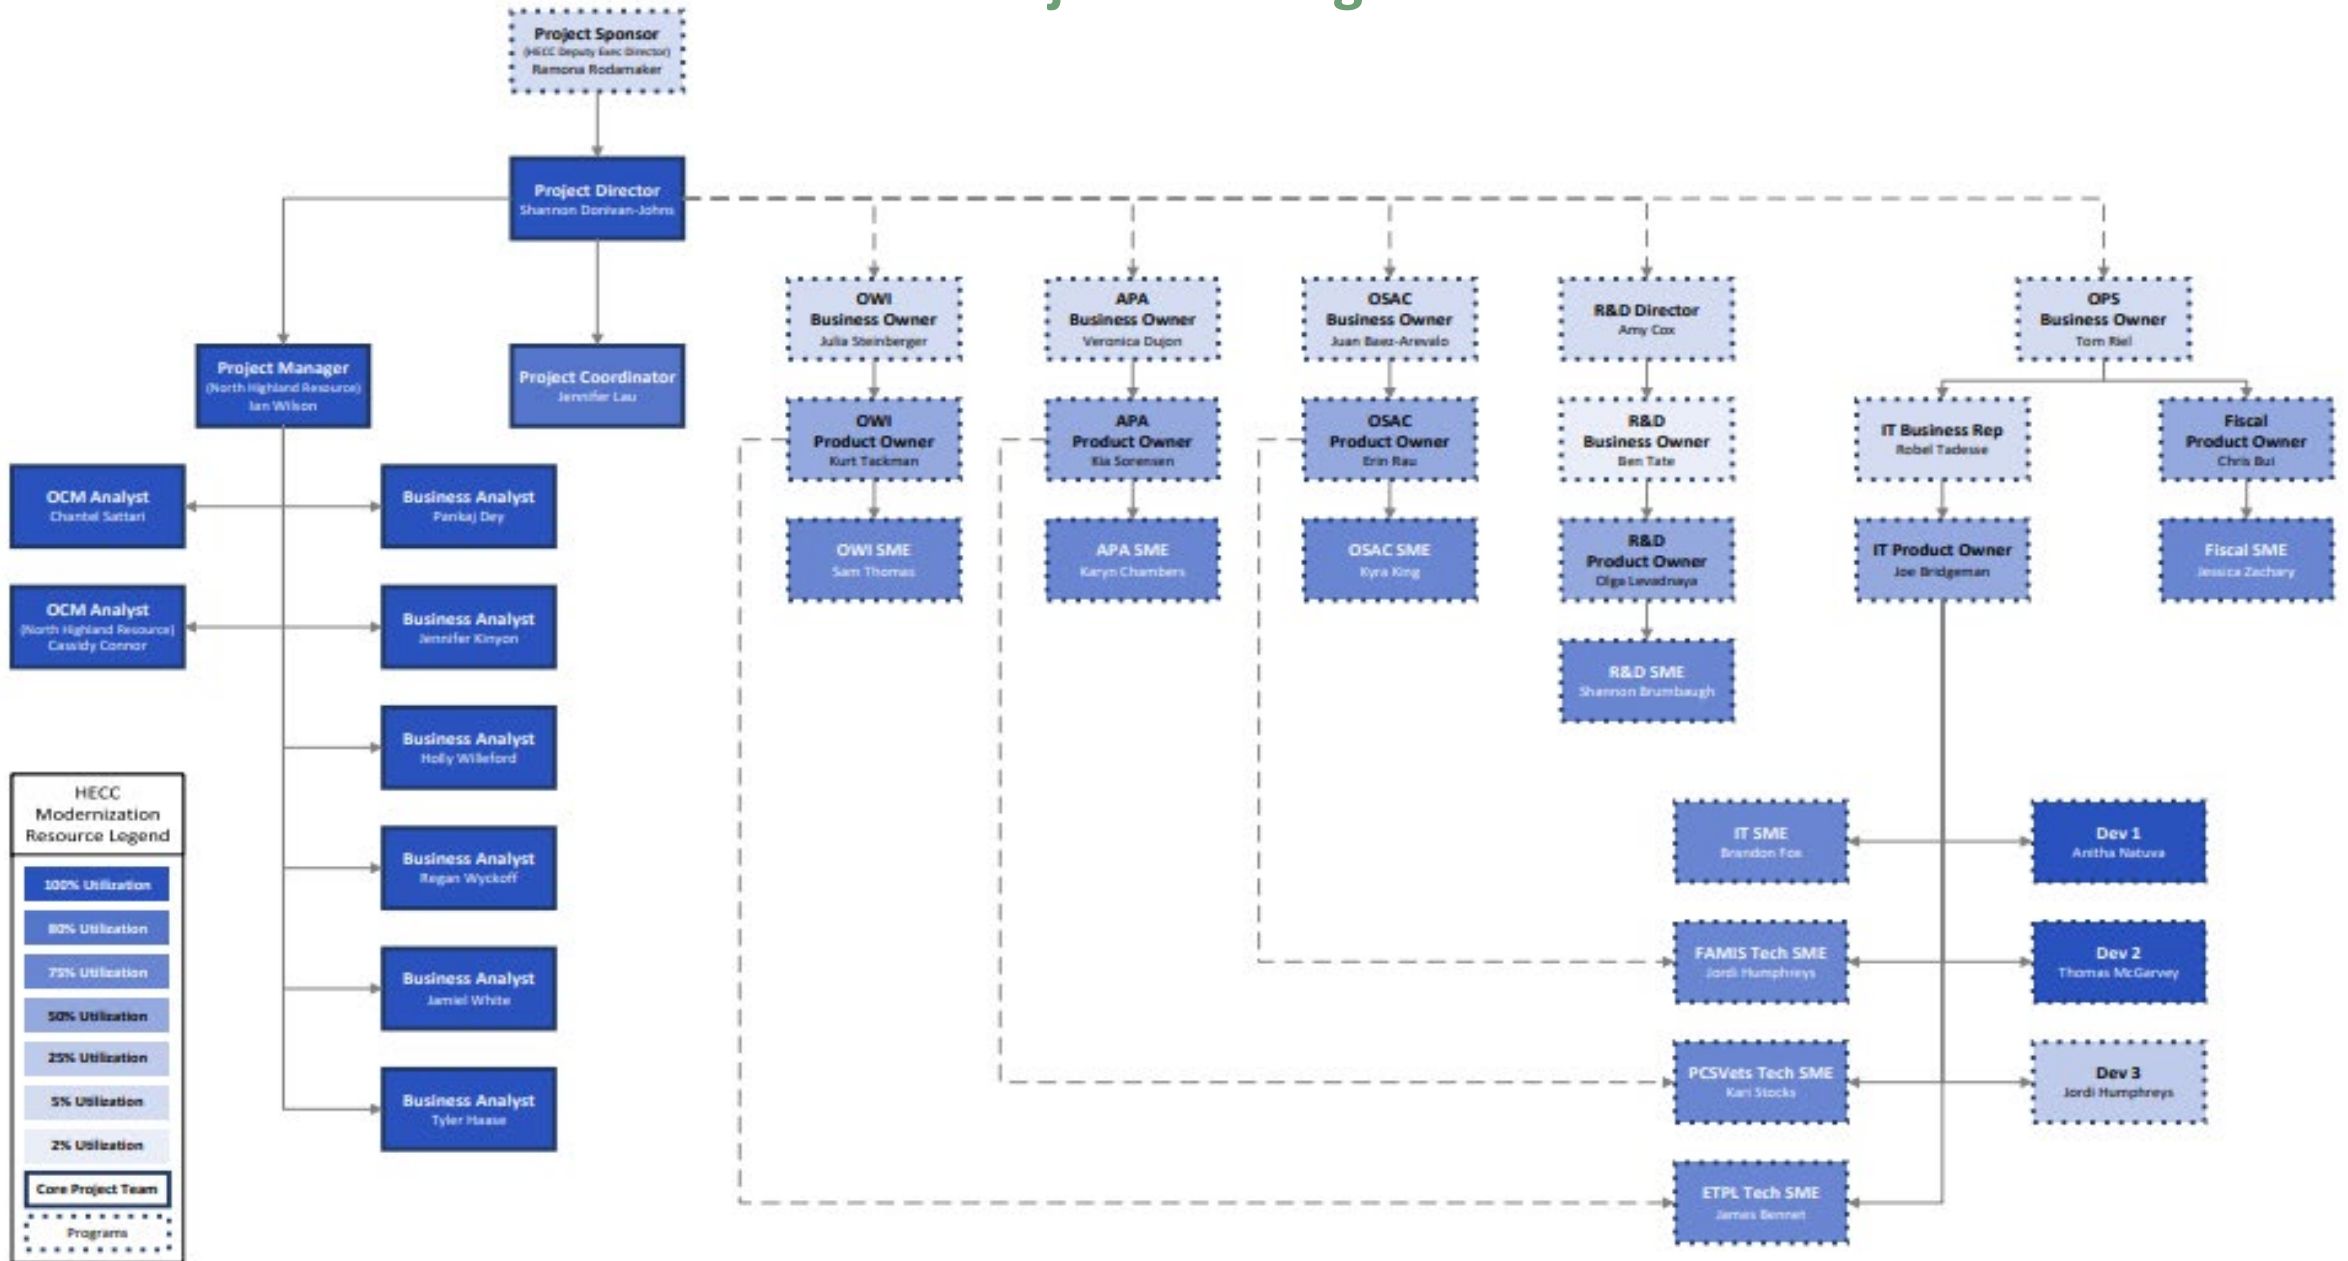 Project Sponsor
(HECC Deputy Exec Director)
Ramona Rodamaker
Project Director
Shannon Donivan-Johns
Project Manager
(North Highland Resource)
Ian Wilson
Project Coordinator
Jennifer Lau
OWI
Business Owner
Julia Steinberger
APA
Business Owner
Veronica Dujon
OSAC
Business Owner
Juan Baez-Arevalo
R&D Director
Amy Cox
OPS
Business Owner
Tom Riel
OWI
Product Owner
Kurt Tackman
APA
Product Owner
Kia Sorensen
OSAC
Product Owner
Erin Rau
R&D
Business Owner
Ben Tate
IT Business Rep
Robel Tadesse
Fiscal
Product Owner
Chris Bui
OCM Analyst
Chantel Sattari
Business Analyst
Pankaj Dey
OWI SME
Sam Thomas
APA SME
Karyn Chambers
OSAC SME
Kyra King
R&D
Product Owner
Olga Levadnaya
IT Product Owner
Joe Bridgeman
Fiscal SME
Jessica Zachary
OCM Analyst
(North Highland Resource)
Cassidy Connor
Business Analyst
Jennifer Kinyon
R&D SME
Shannon Brumbaugh
Business Analyst
Holly Willeford
Business Analyst
Regan Wyckoff
Business Analyst
Jamiel White
Business Analyst
Tyler Haase
IT SME
Brandon Fox
Dev 1
Anitha Natuva
FAMIS Tech SME
Jordi Humphreys
Dev 2
Thomas McGarvey
PCSVets Tech SME
Kari Stocks
Dev 3
Jordi Humphreys
ETPL Tech SME
James Bennet
HECC
Modernization
Resource Legend
100% Utilization
80% Utilization
75% Utilization
50% Utilization
25% Utilization
5% Utilization
2% Utilization
Core Project Team
Programs